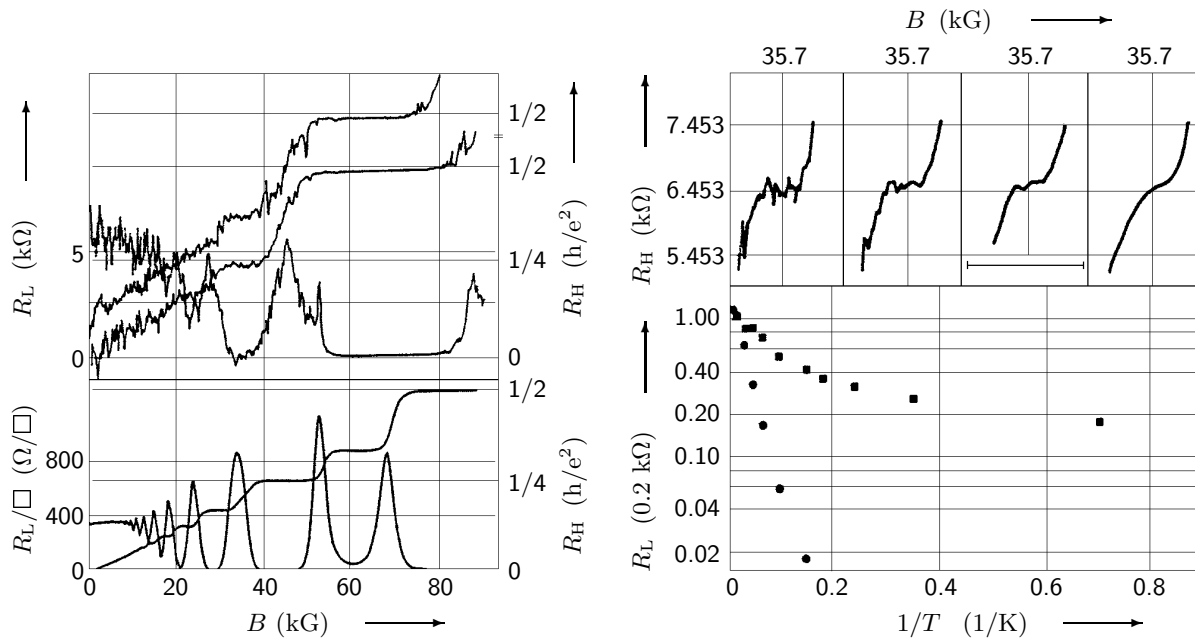 B (kG)
35.7 35.7 35.7 35.7
R_L (kΩ)
5
0
1/2
1/2
1/4
0
R_H (h/e²)
R_L/□ (Ω/□)
800
400
0
1/2
1/4
0
R_H (h/e²)
0 20 40 60 80
B (kG)
R_H (kΩ)
7.453
6.453
5.453
R_L (0.2 kΩ)
1.00
0.40
0.20
0.10
0.04
0.02
0 0.2 0.4 0.6 0.8
1/T (1/K)